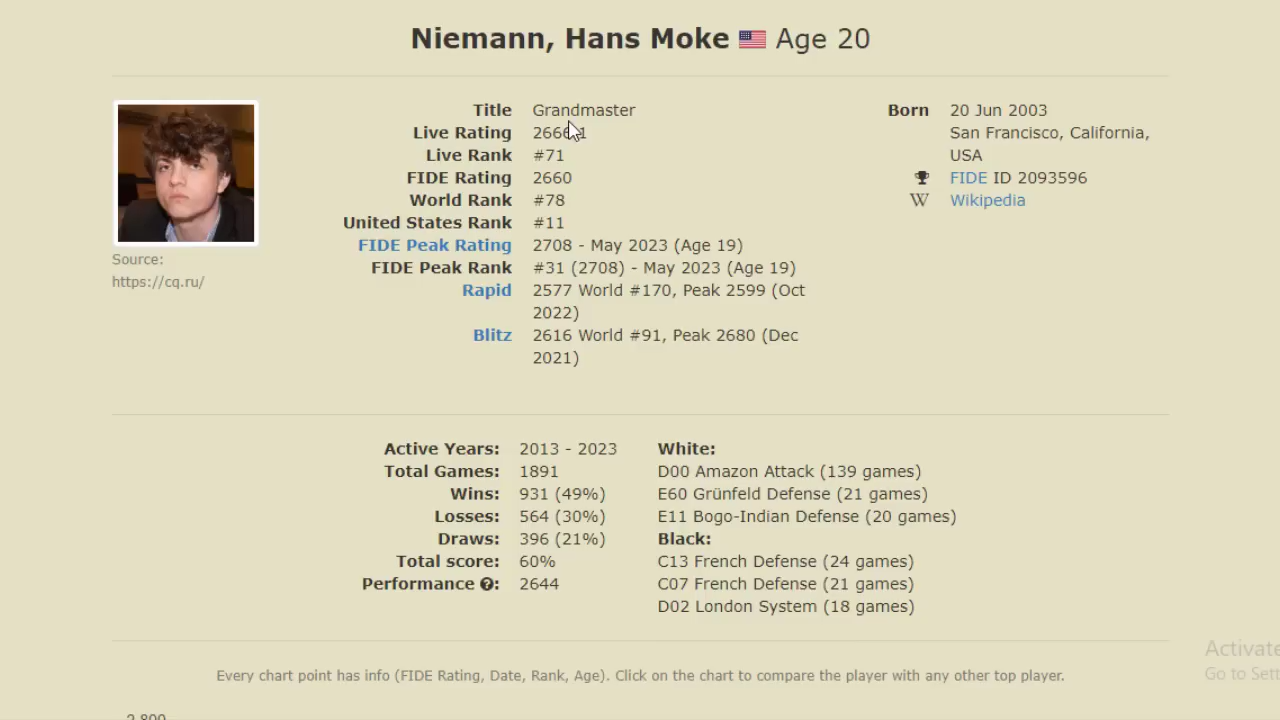 Niemann, Hans Moke Age 20
Title Grandmaster
Live Rating
Live Rank #71
FIDE Rating 2660
World Rank #78
United States Rank #11
FIDE Peak Rating 2708 - May 2023 (Age 19)
FIDE Peak Rank #31 (2708) - May 2023 (Age 19)
Rapid 2577 World #170, Peak 2599 (Oct
2022)
Blitz 2616 World #91, Peak 2680 (Dec
2021)
Born 20 Jun 2003
San Francisco, California,
USA
FIDE ID 2093596
W Wikipedia
Source:
https://cq.ru/
Active Years: 2013 - 2023
Total Games: 1891
Wins: 931 (49%)
Losses: 564 (30%)
Draws: 396 (21%)
Total score: 60%
Performance ?: 2644
White:
D00 Amazon Attack (139 games)
E60 Grünfeld Defense (21 games)
E11 Bogo-Indian Defense (20 games)
Black:
C13 French Defense (24 games)
C07 French Defense (21 games)
D02 London System (18 games)
Every chart point has info (FIDE Rating, Date, Rank, Age). Click on the chart to compare the player with any other top player.
Activate
Go to Sett
2,800